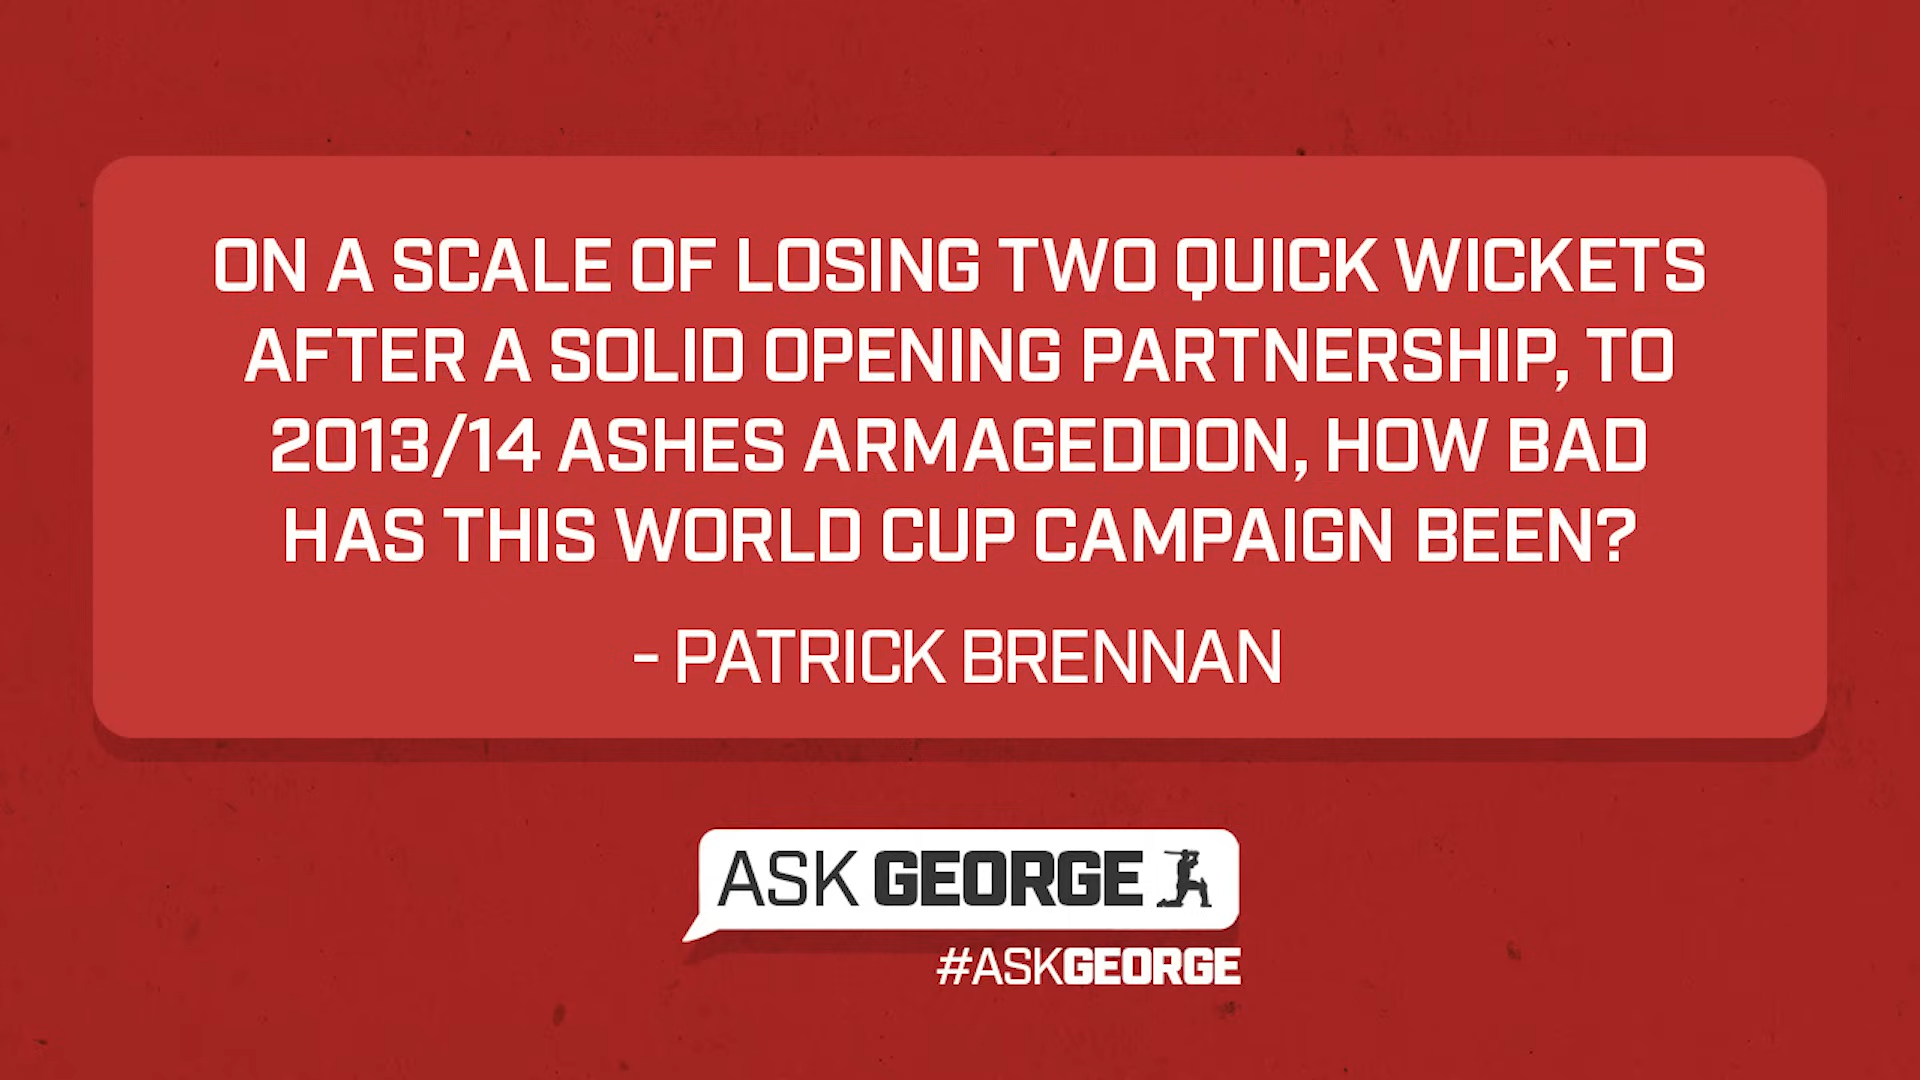 ON A SCALE OF LOSING TWO QUICK WICKETS
AFTER A SOLID OPENING PARTNERSHIP, TO
2013/14 ASHES ARMAGEDDON, HOW BAD
HAS THIS WORLD CUP CAMPAIGN BEEN?
- PATRICK BRENNAN
ASK GEORGE
#ASKGEORGE